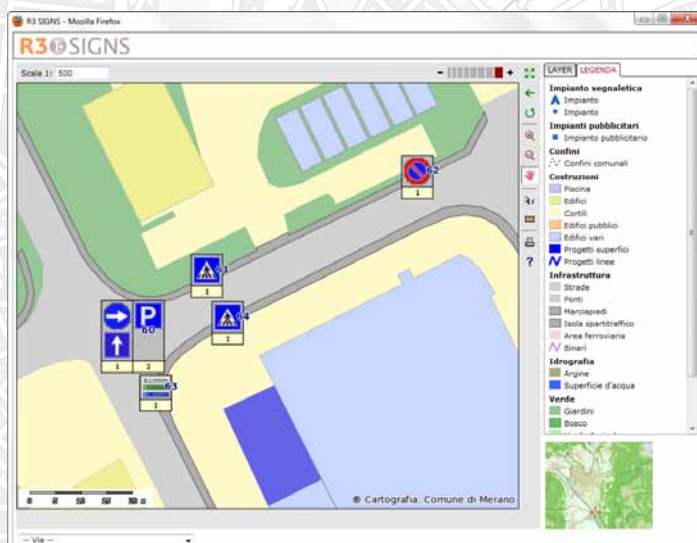 R3 SIGNS - Mozilla Firefox
R3 SIGNS
Scala 1: 500
- +
LAYER LEGENDA
Impianto segnaletica
Impianto
Impianto
Impianti pubblicitari
Impianto pubblicitario
Confini
Confini comunali
Costruzioni
Piscina
Edifici
Cortili
Edifici pubblici
Edifici vari
Progetti superfici
Progetti linee
Infrastruttura
Strade
Ponti
Marciapiedi
Isola spartitraffico
Area ferroviaria
Binari
Idrografia
Argine
Superficie d'acqua
Verde
Giardini
Bosco
62
1
61
1
P
60
1 2
64
1
63
1
?
© Cartografia: Comune di Merano
-- Via --